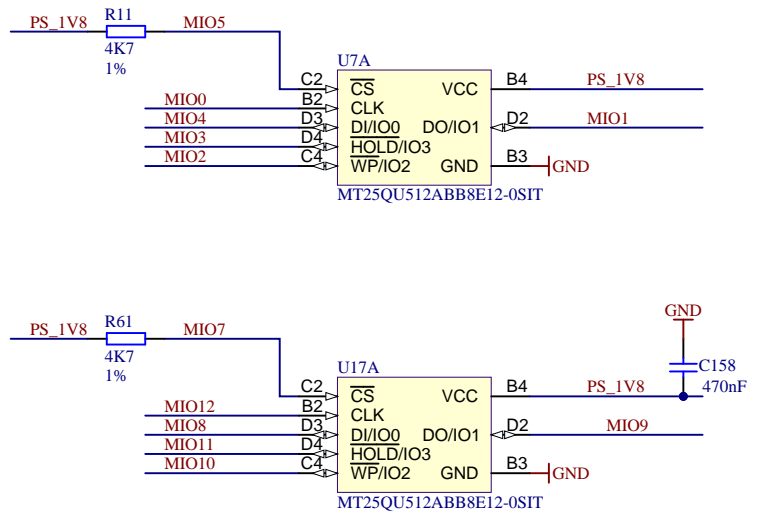 R11
PS_1V8 MIO5
4K7
1%
U7A
C2 CS VCC B4 PS_1V8
MIO0 B2 CLK
MIO4 D3 DI/IO0 DO/IO1 D2 MIO1
MIO3 D4 HOLD/IO3
MIO2 C4 WP/IO2 GND B3 GND
MT25QU512ABB8E12-0SIT
GND
R61
PS_1V8 MIO7
4K7
1%
U17A
C158
470nF
C2 CS VCC B4 PS_1V8
MIO12 B2 CLK
MIO8 D3 DI/IO0 DO/IO1 D2 MIO9
MIO11 D4 HOLD/IO3
MIO10 C4 WP/IO2 GND B3 GND
MT25QU512ABB8E12-0SIT